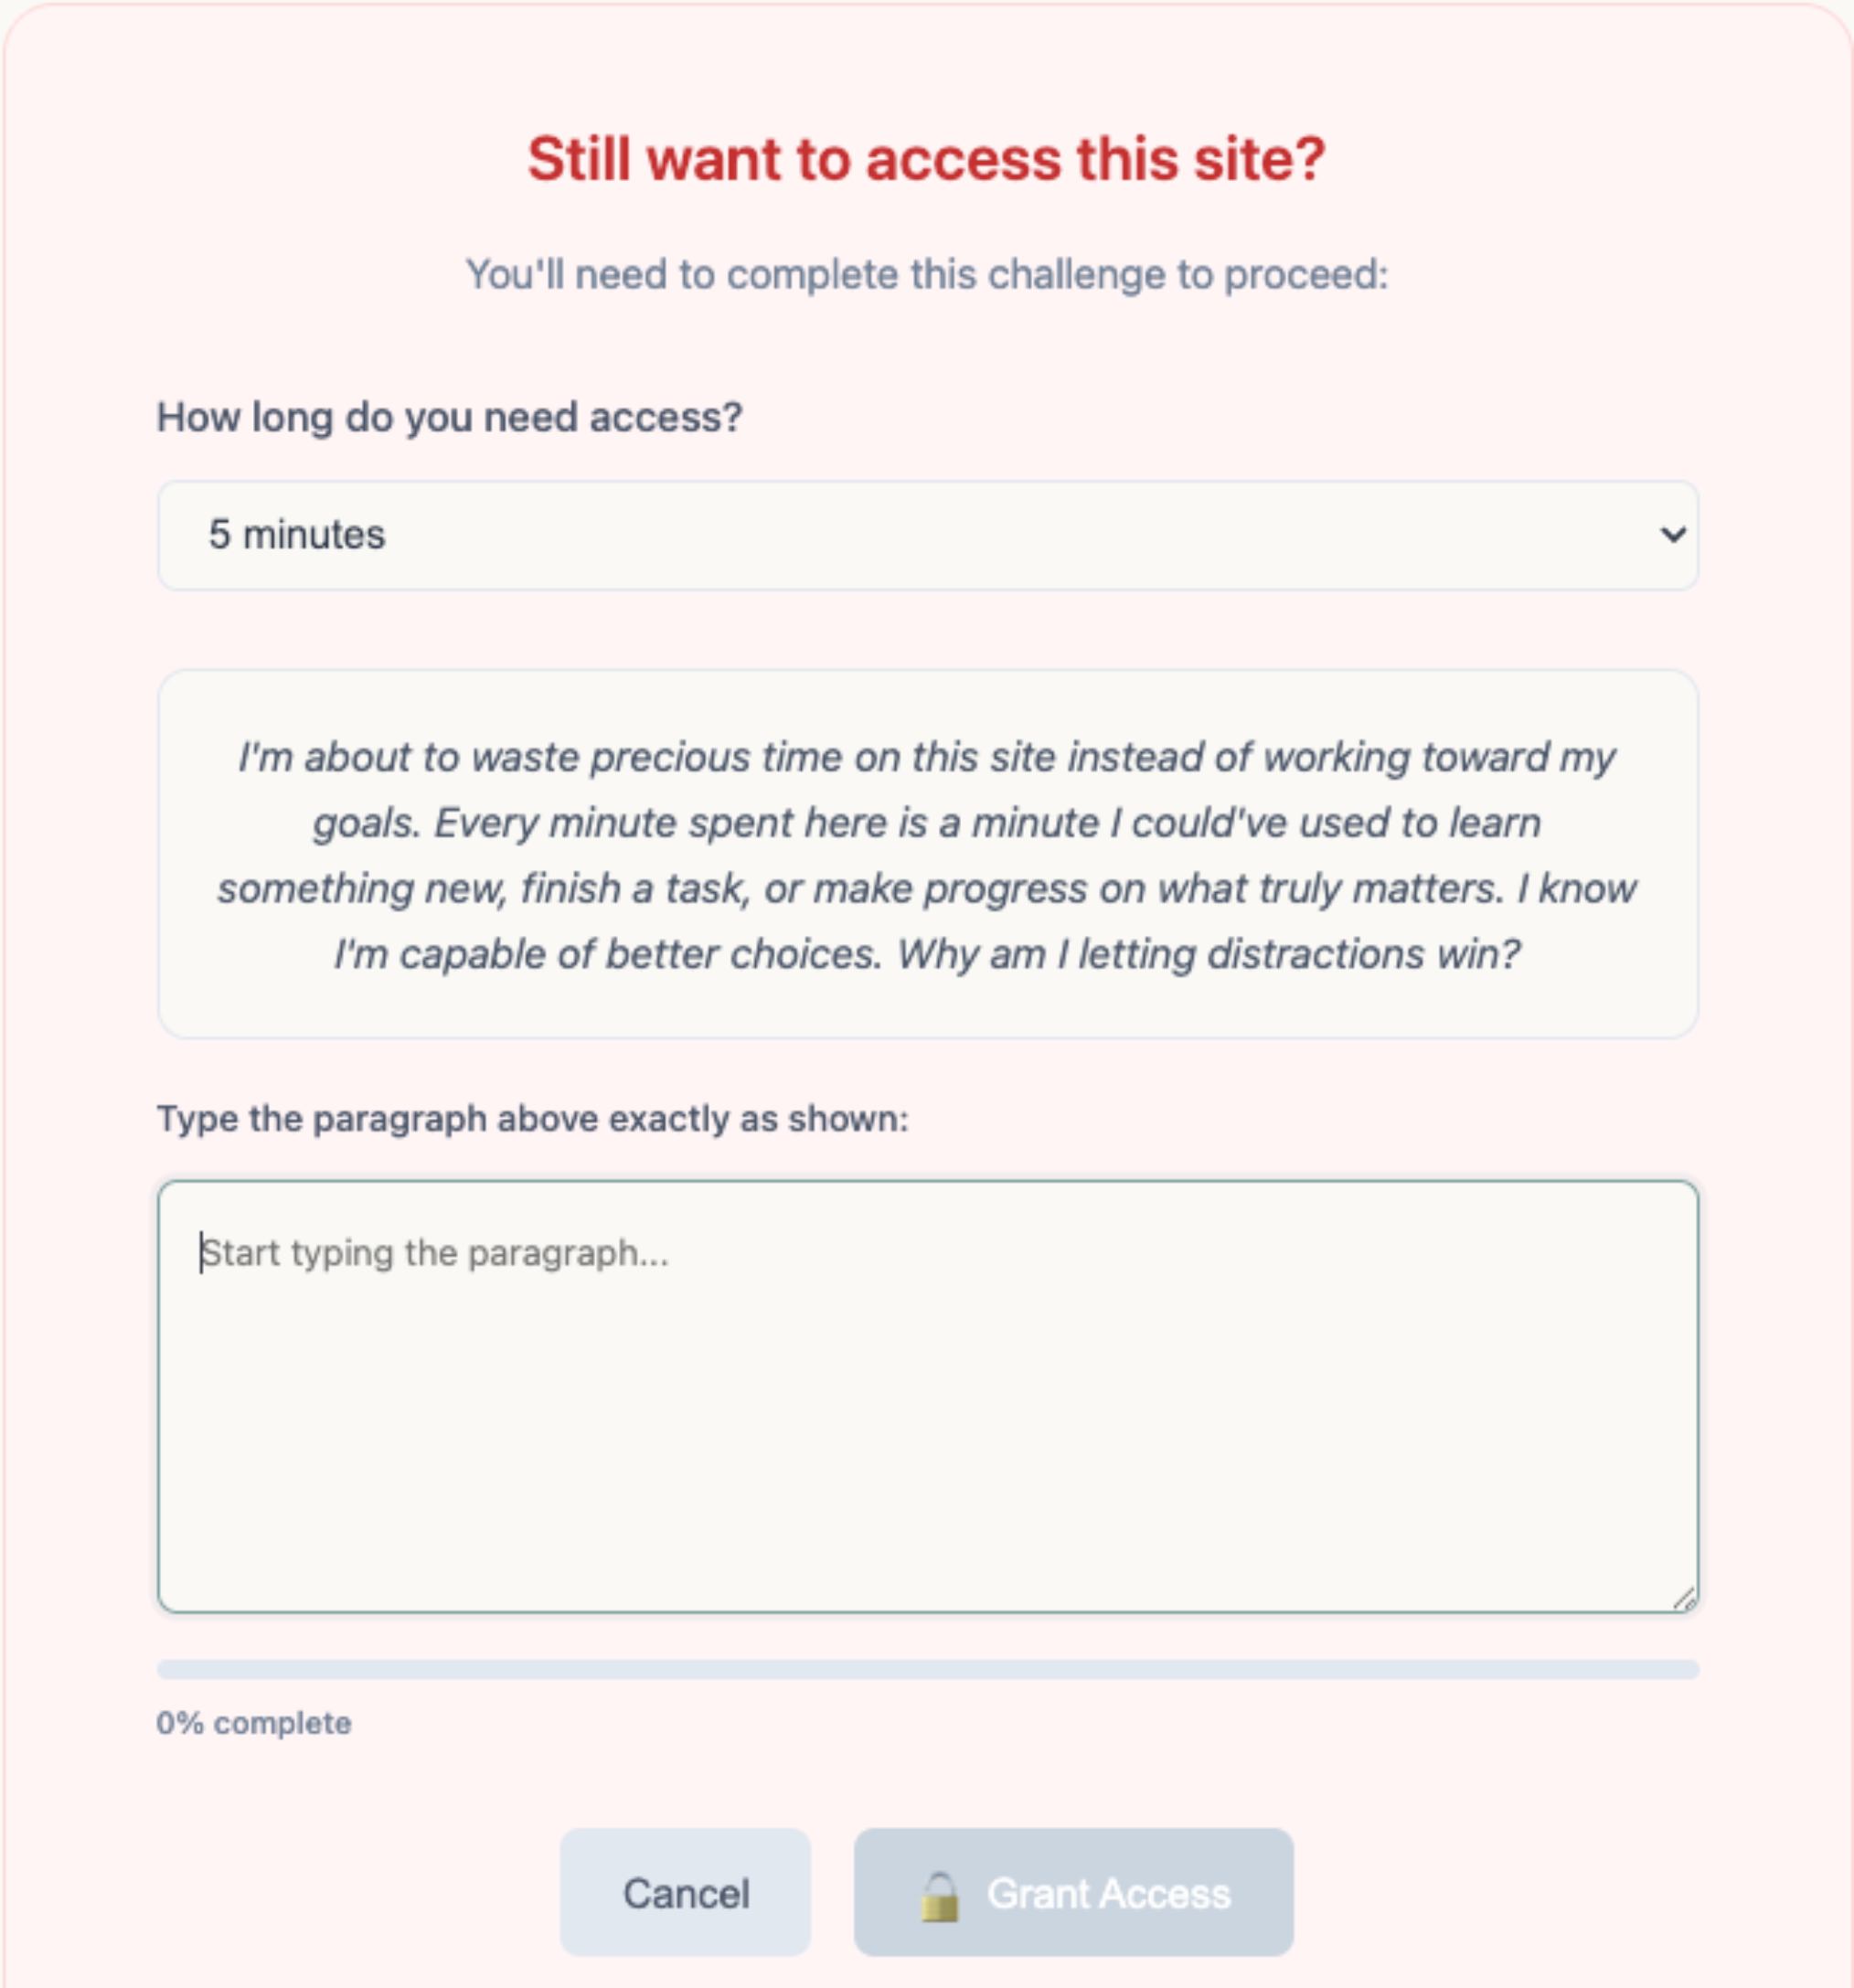 Still want to access this site?
You'll need to complete this challenge to proceed:
How long do you need access?
5 minutes
I'm about to waste precious time on this site instead of working toward my
goals. Every minute spent here is a minute I could've used to learn
something new, finish a task, or make progress on what truly matters. I know
I'm capable of better choices. Why am I letting distractions win?
Type the paragraph above exactly as shown:
Start typing the paragraph...
0% complete
Cancel
🔒 Grant Access